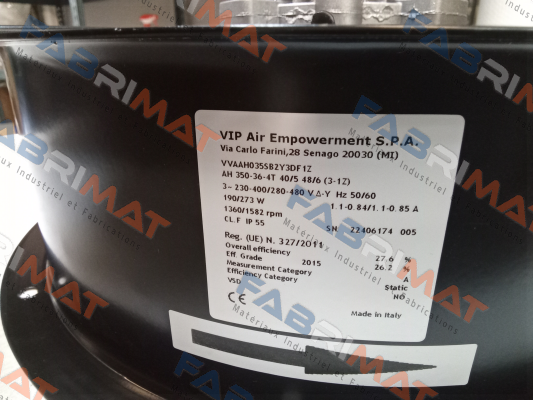 VIP Air Empowerment S.P.A.
Via Carlo Farini,28 Senago 20030 (MI)
VVAAH035SB2Y3DF1Z
AH 350-36-4T 40/5 48/6 (3-1Z)
3~ 230-400/280-480 V Δ-Y Hz 50/60
190/273 W 1.1-0.84/1.1-0.85 A
1360/1582 rpm
CL.F IP 55 SN 22406174 005
Reg. (UE) N. 327/2011
Overall efficiency 27.6 %
Eff. Grade 2015 26.2
Measurement Category A
Efficiency Category Static
VSD NO
CE Made in Italy
FABRIMAT
Matériaux Industriel et Fabrications